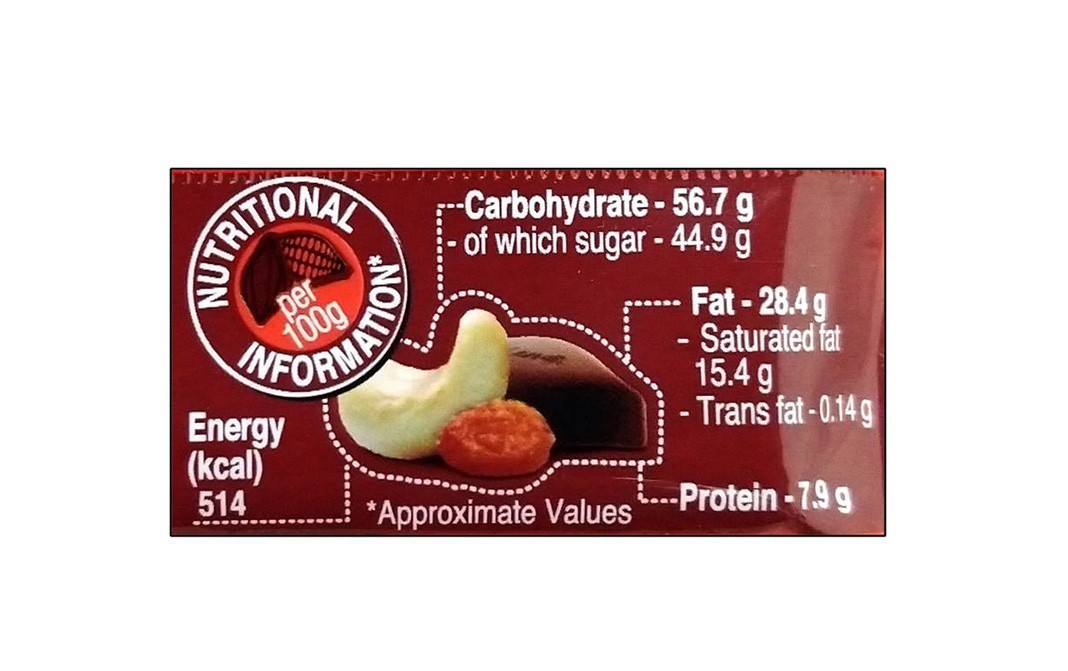 NUTRITIONAL
per
100g
INFORMATION*
Carbohydrate - 56.7 g
- of which sugar - 44.9 g
Fat - 28.4 g
- Saturated fat
15.4 g
- Trans fat - 0.14 g
Energy
(kcal)
514
*Approximate Values
Protein - 7.9 g